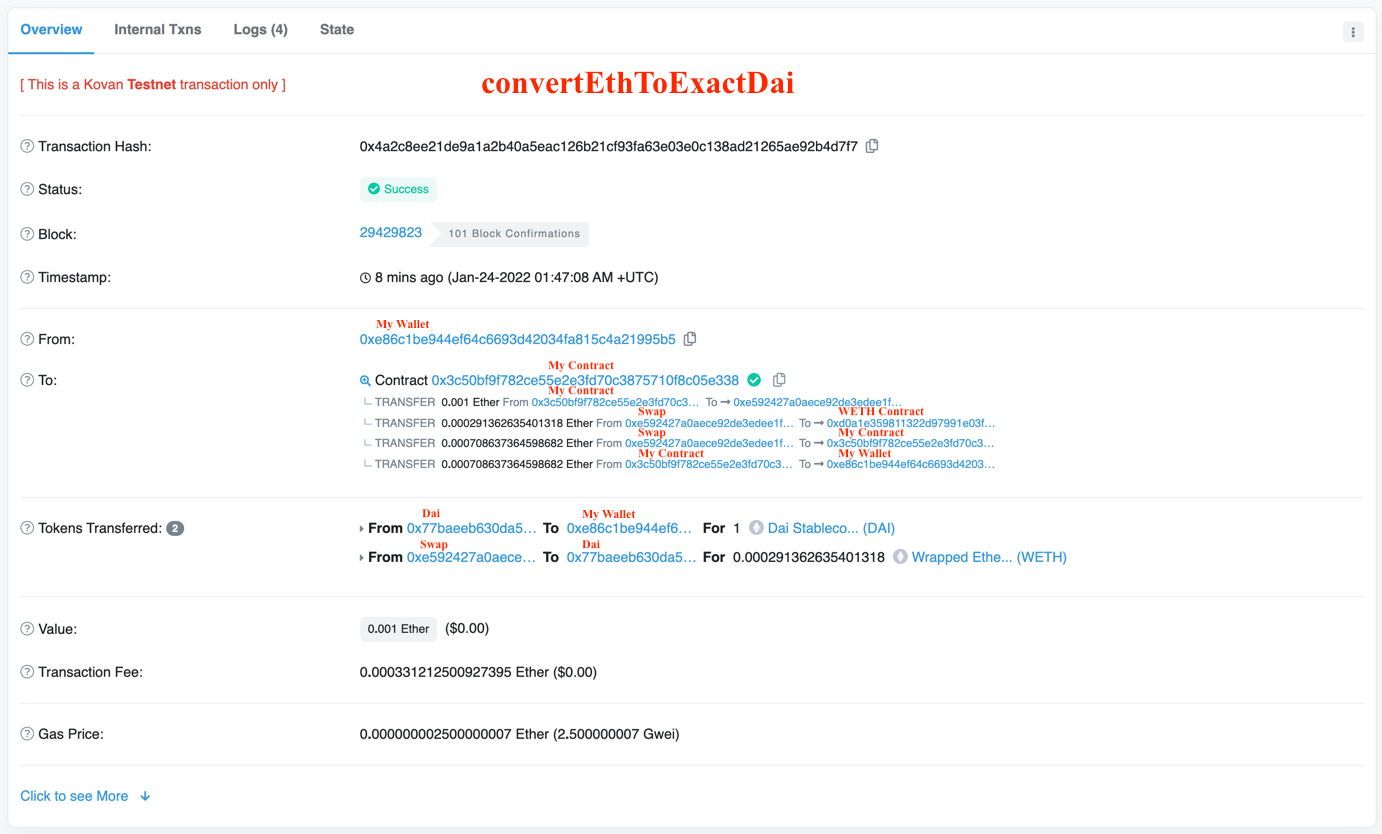 Overview Internal Txns Logs (4) State
[ This is a Kovan Testnet transaction only ] convertEthToExactDai
Transaction Hash: 0x4a2c8ee21de9a1a2b40a5eac126b21cf93fa63e03e0c138ad21265ae92b4d7f7
Status: Success
Block: 29429823 101 Block Confirmations
Timestamp: 8 mins ago (Jan-24-2022 01:47:08 AM +UTC)
My Wallet
From: 0xe86c1be944ef64c6693d42034fa815c4a21995b5
My Contract
To: Contract 0x3c50bf9f782ce55e2e3fd70c3875710f8c05e338
My Contract
TRANSFER 0.001 Ether From 0x3c50bf9f782ce55e2e3fd70c3... To → 0xe592427a0aece92de3edee1f...
Swap WETH Contract
TRANSFER 0.000291362635401318 Ether From 0xe592427a0aece92de3edee1f... To → 0xd0a1e359811322d97991e03f...
Swap My Contract
TRANSFER 0.000708637364598682 Ether From 0xe592427a0aece92de3edee1f... To → 0x3c50bf9f782ce55e2e3fd70c3...
My Contract My Wallet
TRANSFER 0.000708637364598682 Ether From 0x3c50bf9f782ce55e2e3fd70c3... To → 0xe86c1be944ef64c6693d4203...
Dai My Wallet
Tokens Transferred: 2 From 0x77baeeb630da5... To 0xe86c1be944ef6... For 1 Dai Stableco... (DAI)
Swap Dai
From 0xe592427a0aece... To 0x77baeeb630da5... For 0.000291362635401318 Wrapped Ethe... (WETH)
Value: 0.001 Ether ($0.00)
Transaction Fee: 0.000331212500927395 Ether ($0.00)
Gas Price: 0.000000002500000007 Ether (2.500000007 Gwei)
Click to see More ↓